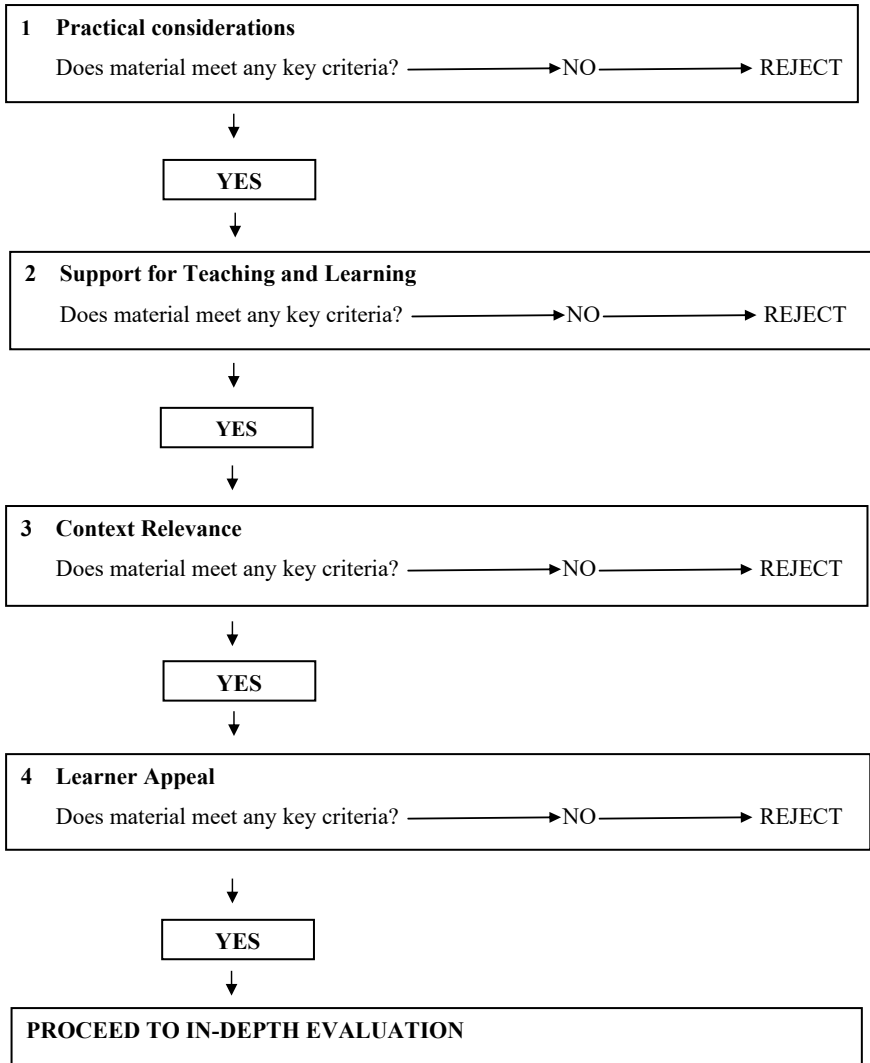 1 Practical considerations
Does material meet any key criteria? NO REJECT
YES
2 Support for Teaching and Learning
Does material meet any key criteria? NO REJECT
YES
3 Context Relevance
Does material meet any key criteria? NO REJECT
YES
4 Learner Appeal
Does material meet any key criteria? NO REJECT
YES
PROCEED TO IN-DEPTH EVALUATION